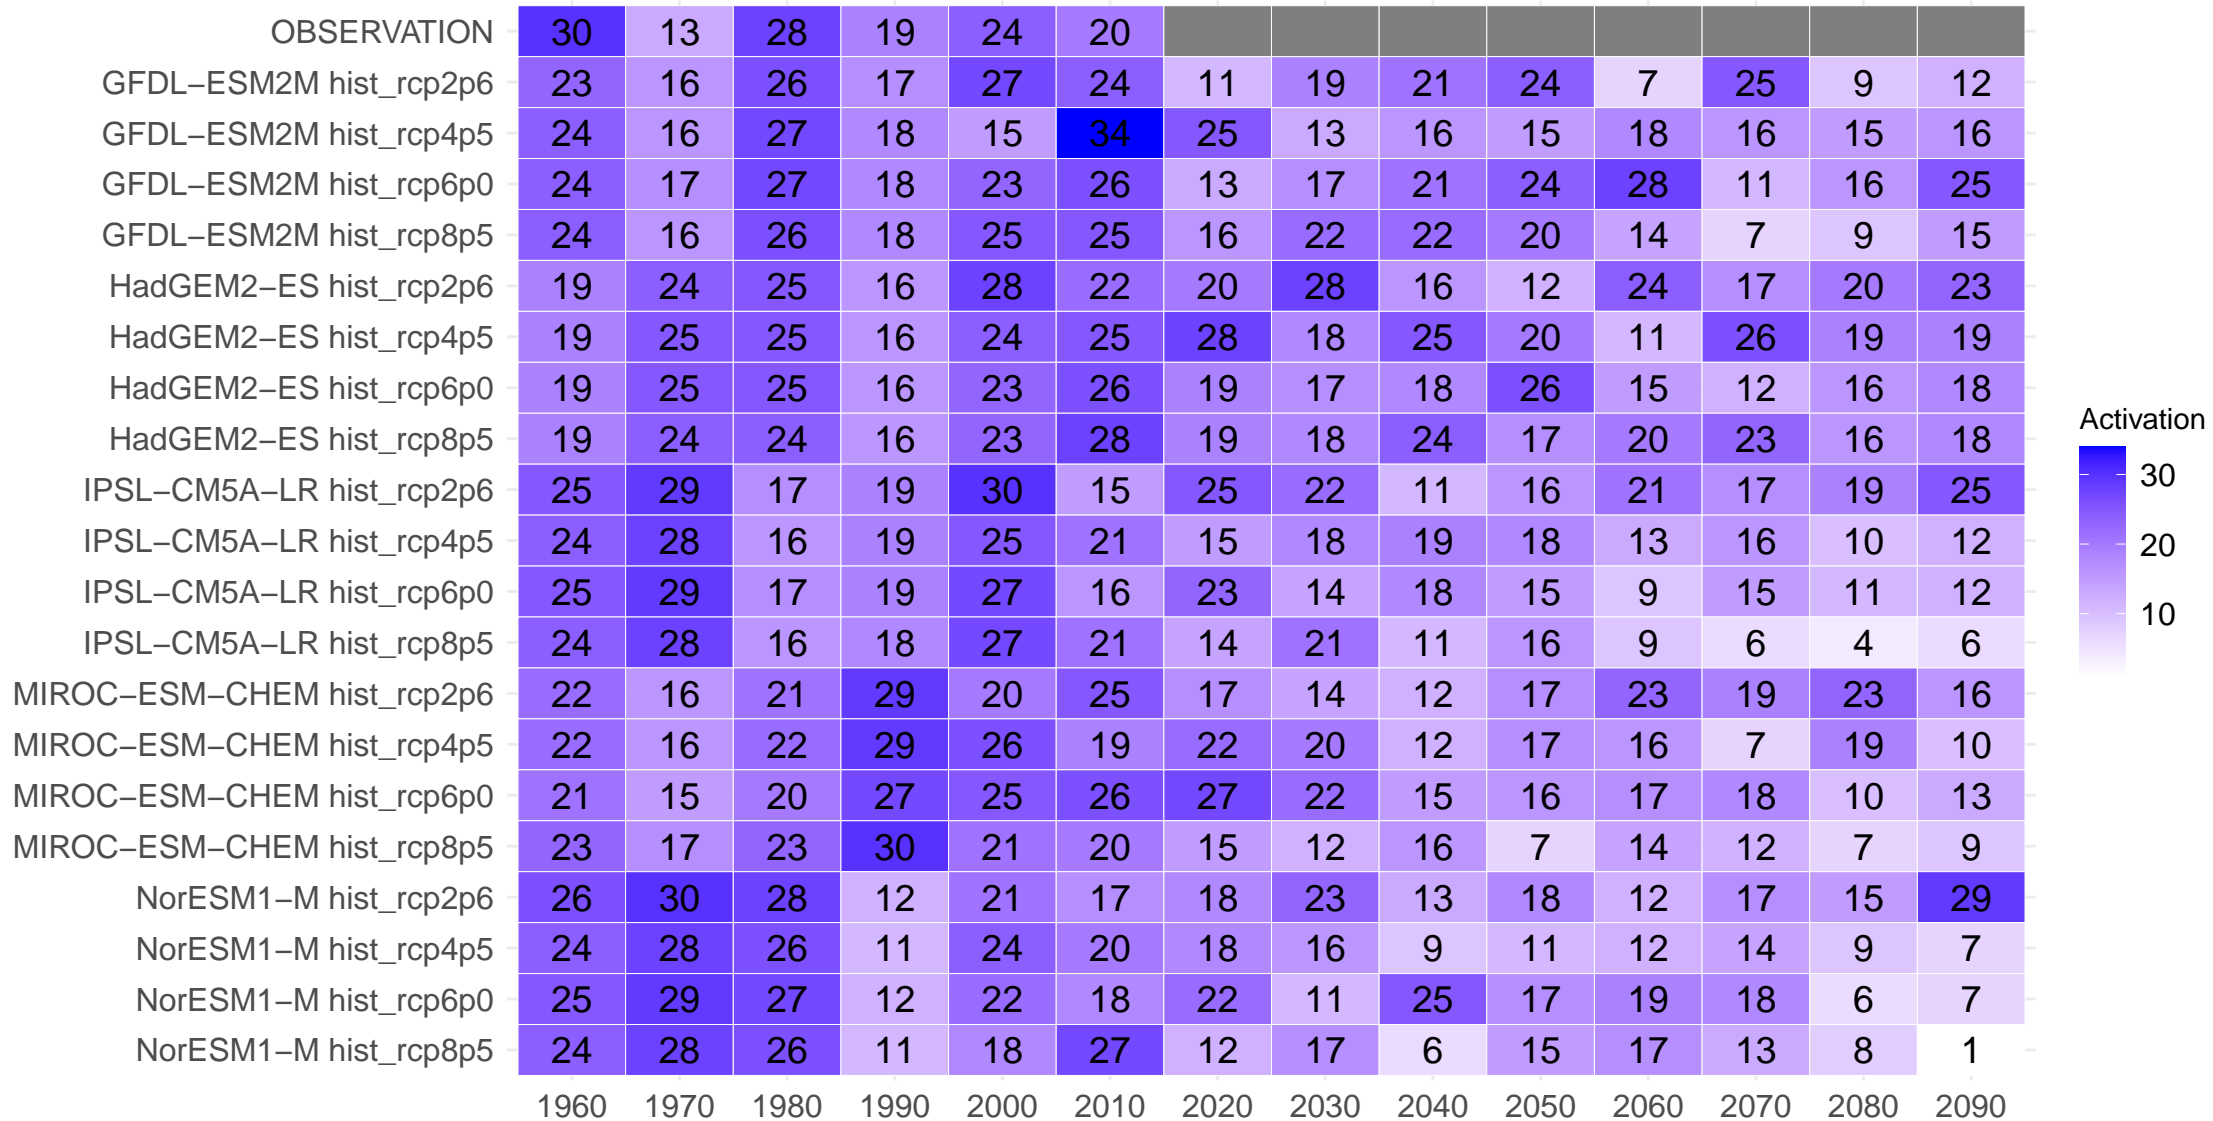 OBSERVATION 30 13 28 19 24 20
GFDL−ESM2M hist_rcp2p6 23 16 26 17 27 24 11 19 21 24 7 25 9 12
GFDL−ESM2M hist_rcp4p5 24 16 27 18 15 34 25 13 16 15 18 16 15 16
GFDL−ESM2M hist_rcp6p0 24 17 27 18 23 26 13 17 21 24 28 11 16 25
GFDL−ESM2M hist_rcp8p5 24 16 26 18 25 25 16 22 22 20 14 7 9 15
HadGEM2−ES hist_rcp2p6 19 24 25 16 28 22 20 28 16 12 24 17 20 23
HadGEM2−ES hist_rcp4p5 19 25 25 16 24 25 28 18 25 20 11 26 19 19
HadGEM2−ES hist_rcp6p0 19 25 25 16 23 26 19 17 18 26 15 12 16 18
HadGEM2−ES hist_rcp8p5 19 24 24 16 23 28 19 18 24 17 20 23 16 18
IPSL−CM5A−LR hist_rcp2p6 25 29 17 19 30 15 25 22 11 16 21 17 19 25
IPSL−CM5A−LR hist_rcp4p5 24 28 16 19 25 21 15 18 19 18 13 16 10 12
IPSL−CM5A−LR hist_rcp6p0 25 29 17 19 27 16 23 14 18 15 9 15 11 12
IPSL−CM5A−LR hist_rcp8p5 24 28 16 18 27 21 14 21 11 16 9 6 4 6
MIROC−ESM−CHEM hist_rcp2p6 22 16 21 29 20 25 17 14 12 17 23 19 23 16
MIROC−ESM−CHEM hist_rcp4p5 22 16 22 29 26 19 22 20 12 17 16 7 19 10
MIROC−ESM−CHEM hist_rcp6p0 21 15 20 27 25 26 27 22 15 16 17 18 10 13
MIROC−ESM−CHEM hist_rcp8p5 23 17 23 30 21 20 15 12 16 7 14 12 7 9
NorESM1−M hist_rcp2p6 26 30 28 12 21 17 18 23 13 18 12 17 15 29
NorESM1−M hist_rcp4p5 24 28 26 11 24 20 18 16 9 11 12 14 9 7
NorESM1−M hist_rcp6p0 25 29 27 12 22 18 22 11 25 17 19 18 6 7
NorESM1−M hist_rcp8p5 24 28 26 11 18 27 12 17 6 15 17 13 8 1
1960 1970 1980 1990 2000 2010 2020 2030 2040 2050 2060 2070 2080 2090
Activation
30
20
10